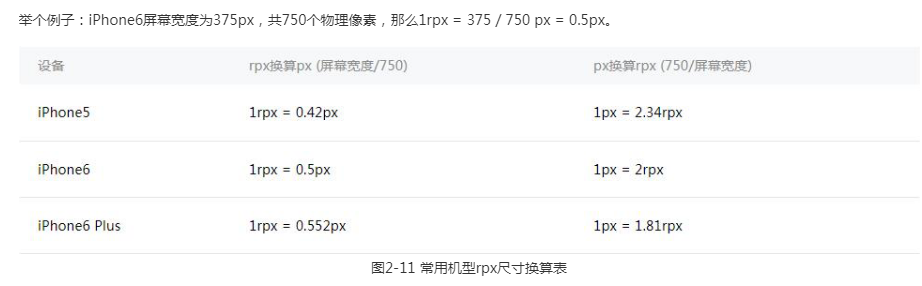 举个例子：iPhone6屏幕宽度为375px，共750个物理像素，那么1rpx = 375 / 750 px = 0.5px。
设备 rpx换算px (屏幕宽度/750) px换算rpx (750/屏幕宽度)
iPhone5 1rpx = 0.42px 1px = 2.34rpx
iPhone6 1rpx = 0.5px 1px = 2rpx
iPhone6 Plus 1rpx = 0.552px 1px = 1.81rpx
图2-11 常用机型rpx尺寸换算表